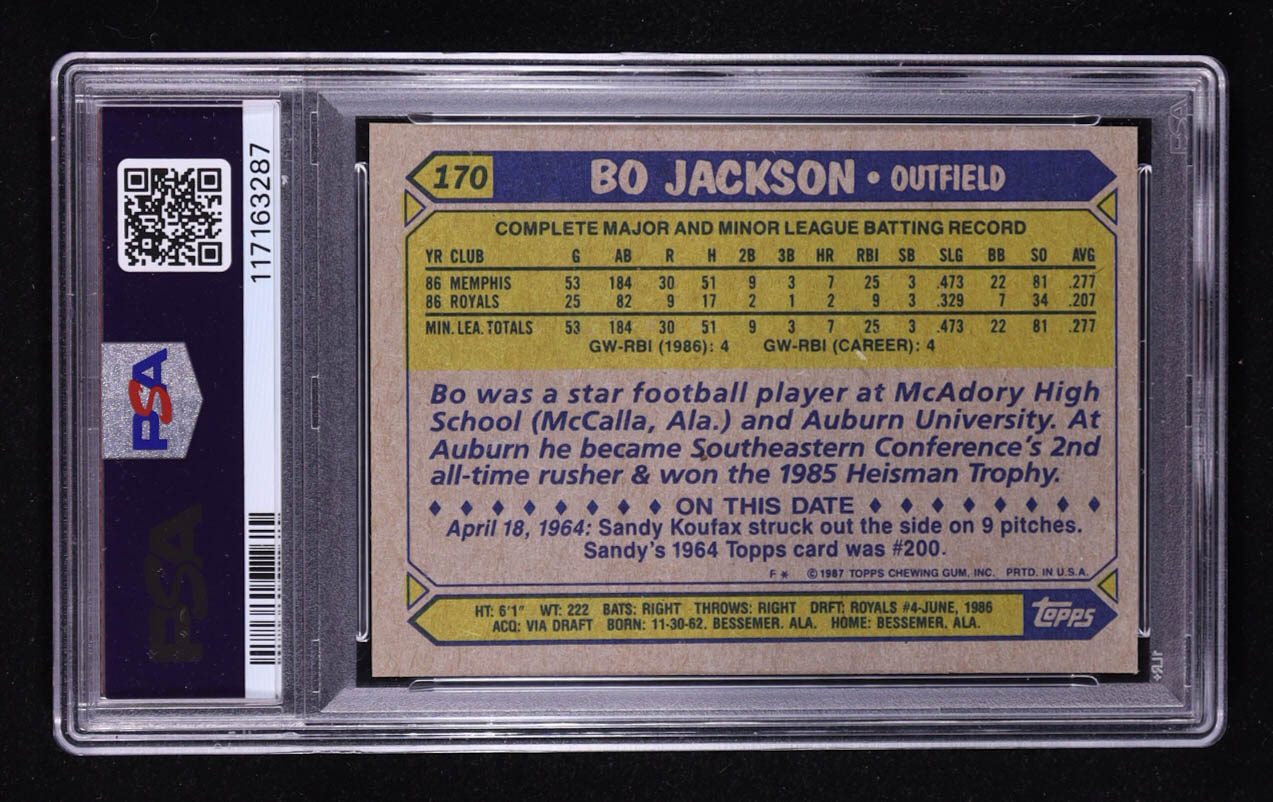 117163287
PSA
PSA
170
BO JACKSON • OUTFIELD
COMPLETE MAJOR AND MINOR LEAGUE BATTING RECORD
YR CLUB G AB R H 2B 3B HR RBI SB SLG BB SO AVG
86 MEMPHIS 53 184 30 51 9 3 7 25 3 .473 22 81 .277
86 ROYALS 25 82 9 17 2 1 2 9 3 .329 7 34 .207
MIN. LEA. TOTALS 53 184 30 51 9 3 7 25 3 .473 22 81 .277
GW-RBI (1986): 4 GW-RBI (CAREER): 4
Bo was a star football player at McAdory High
School (McCalla, Ala.) and Auburn University. At
Auburn he became Southeastern Conference's 2nd
all-time rusher & won the 1985 Heisman Trophy.
♦ ♦ ♦ ♦ ♦ ♦ ♦ ♦ ON THIS DATE ♦ ♦ ♦ ♦ ♦ ♦ ♦ ♦
April 18, 1964: Sandy Koufax struck out the side on 9 pitches.
Sandy's 1964 Topps card was #200.
F * © 1987 TOPPS CHEWING GUM, INC. PRTD. IN U.S.A.
HT: 6'1" WT: 222 BATS: RIGHT THROWS: RIGHT DRFT: ROYALS #4-JUNE, 1986
ACQ: VIA DRAFT BORN: 11-30-62, BESSEMER, ALA. HOME: BESSEMER, ALA.
topps
PSA